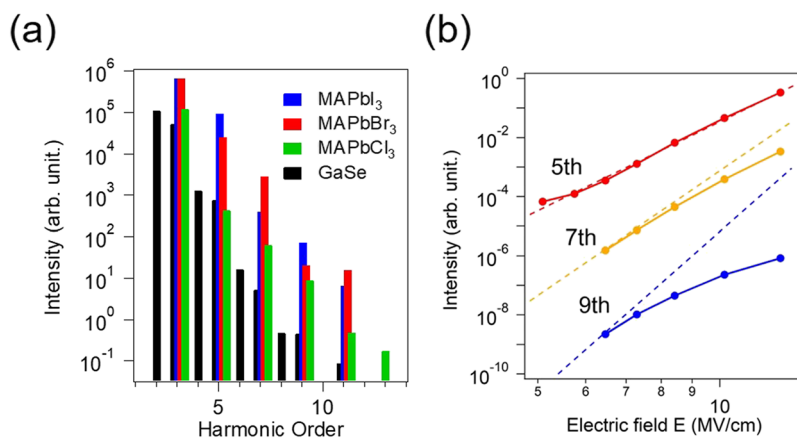 (a)
10^6
10^5
10^4
10^3
10^2
10^1
10^0
10^-1
Intensity (arb. unit.)
MAPbI₃
MAPbBr₃
MAPbCl₃
GaSe
5
10
Harmonic Order
(b)
10^0
10^-2
10^-4
10^-6
10^-8
10^-10
Intensity (arb. unit.)
5th
7th
9th
5
6
7
8
9
10
Electric field E (MV/cm)